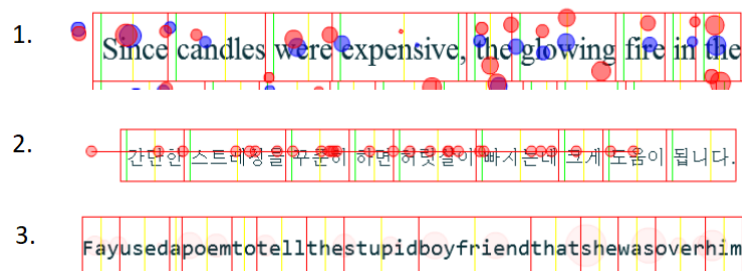 1. Since candles were expensive, the glowing fire in the
2. 간단한 스트레칭을 꾸준히 하면 허릿살이 빠지는데 크게 도움이 됩니다.
3. Fayusedapoemtotellthestupidboyfriendthatshewasoverhim